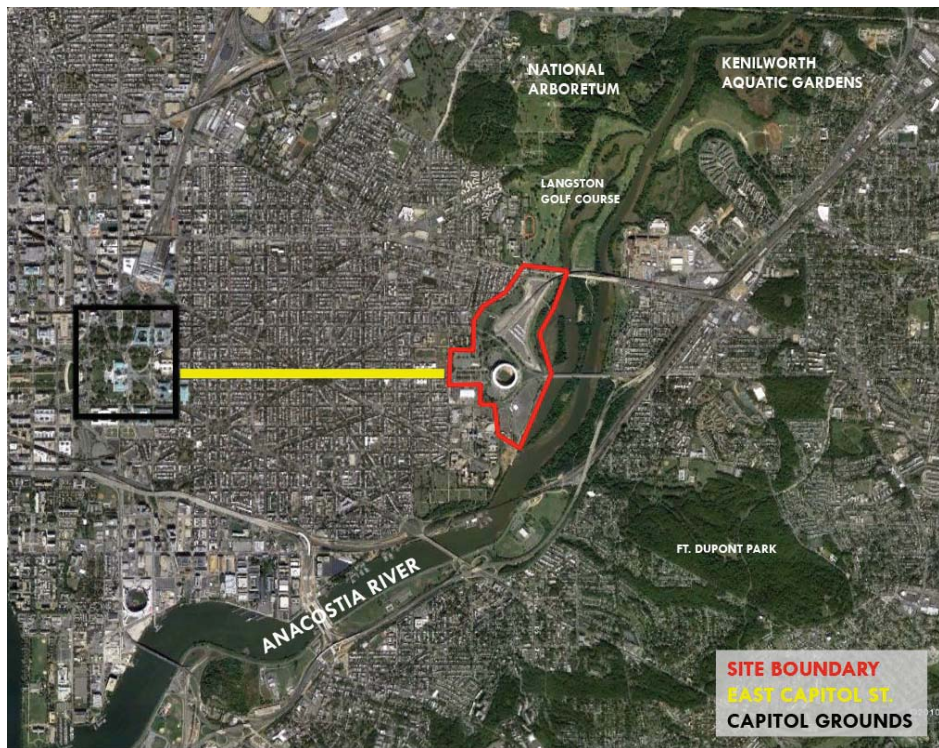 NATIONAL
ARBORETUM
KENILWORTH
AQUATIC GARDENS
LANGSTON
GOLF COURSE
FT. DUPONT PARK
ANACOSTIA RIVER
SITE BOUNDARY
EAST CAPITOL ST.
CAPITOL GROUNDS